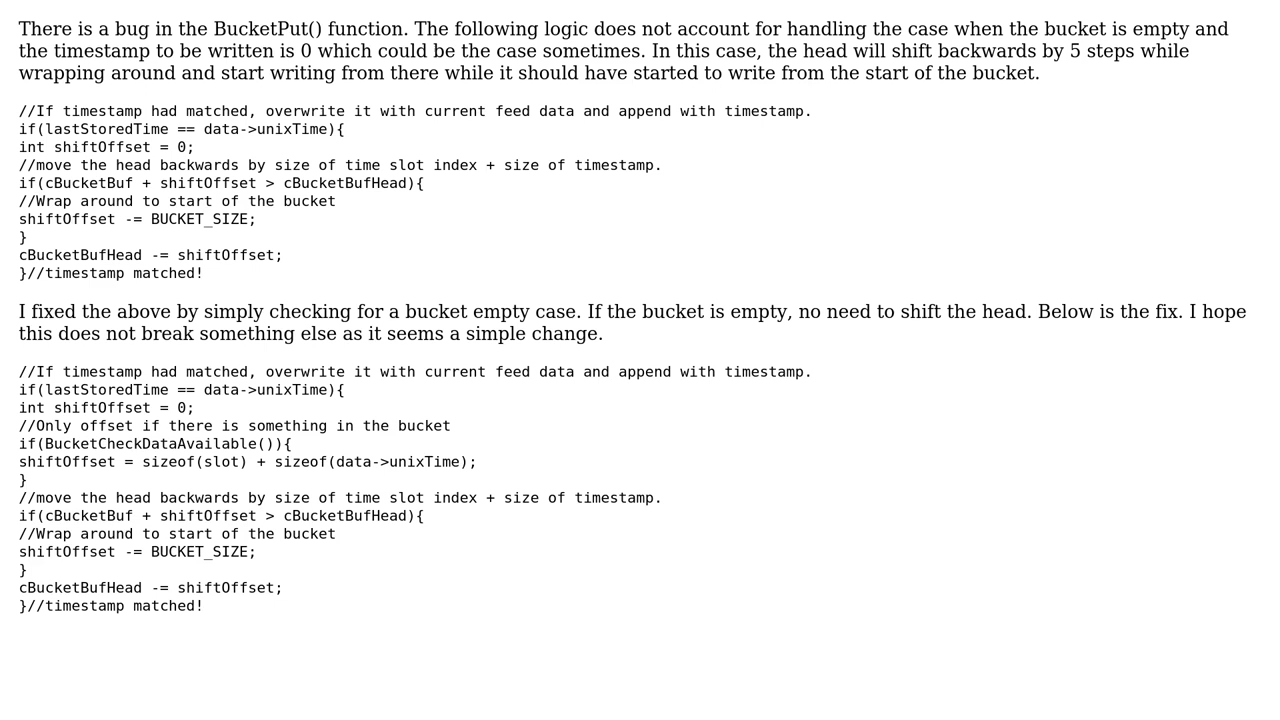 There is a bug in the BucketPut() function. The following logic does not account for handling the case when the bucket is empty and
the timestamp to be written is 0 which could be the case sometimes. In this case, the head will shift backwards by 5 steps while
wrapping around and start writing from there while it should have started to write from the start of the bucket.
//If timestamp had matched, overwrite it with current feed data and append with timestamp.
if(lastStoredTime == data->unixTime){
int shiftOffset = 0;
//move the head backwards by size of time slot index + size of timestamp.
if(cBucketBuf + shiftOffset > cBucketBufHead){
//Wrap around to start of the bucket
shiftOffset -= BUCKET_SIZE;
}
cBucketBufHead -= shiftOffset;
}//timestamp matched!
I fixed the above by simply checking for a bucket empty case. If the bucket is empty, no need to shift the head. Below is the fix. I hope
this does not break something else as it seems a simple change.
//If timestamp had matched, overwrite it with current feed data and append with timestamp.
if(lastStoredTime == data->unixTime){
int shiftOffset = 0;
//Only offset if there is something in the bucket
if(BucketCheckDataAvailable()){
shiftOffset = sizeof(slot) + sizeof(data->unixTime);
}
//move the head backwards by size of time slot index + size of timestamp.
if(cBucketBuf + shiftOffset > cBucketBufHead){
//Wrap around to start of the bucket
shiftOffset -= BUCKET_SIZE;
}
cBucketBufHead -= shiftOffset;
}//timestamp matched!